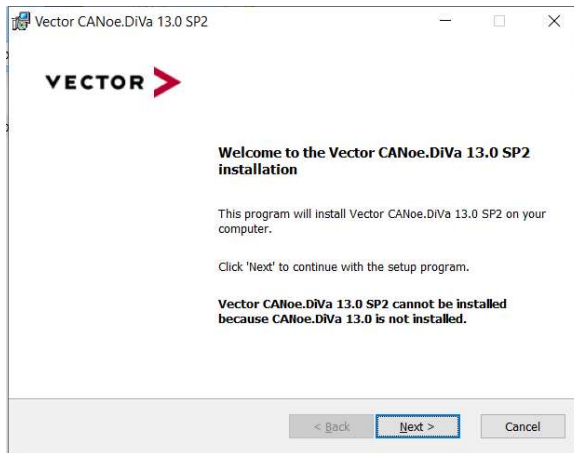 Vector CANoe.DiVa 13.0 SP2
VECTOR
Welcome to the Vector CANoe.DiVa 13.0 SP2
installation
This program will install Vector CANoe.DiVa 13.0 SP2 on your
computer.
Click 'Next' to continue with the setup program.
Vector CANoe.DiVa 13.0 SP2 cannot be installed
because CANoe.DiVa 13.0 is not installed.
< Back Next > Cancel